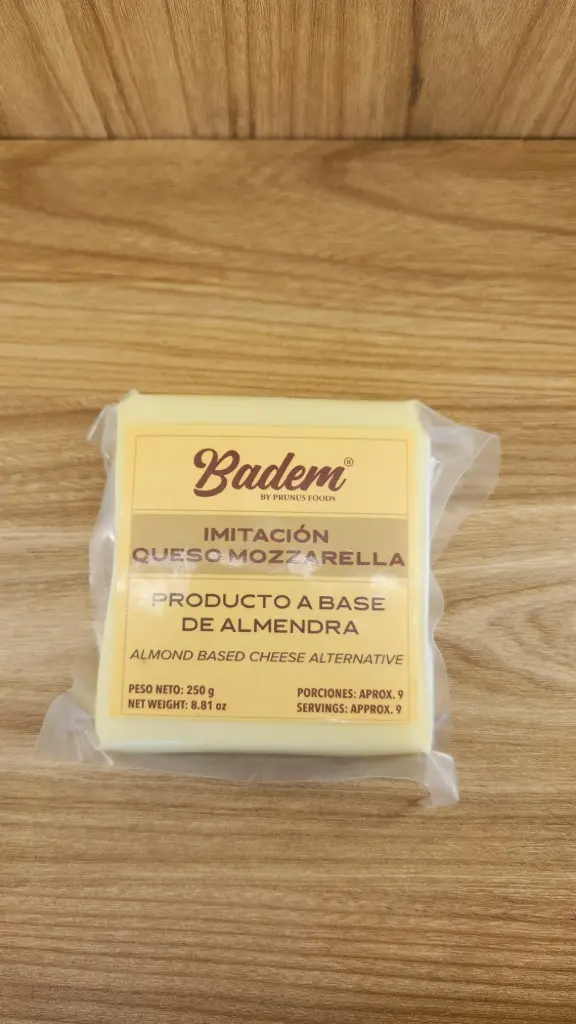 Badem®
BY PRUNUS FOODS
IMITACIÓN
QUESO MOZZARELLA
PRODUCTO A BASE
DE ALMENDRA
ALMOND BASED CHEESE ALTERNATIVE
PESO NETO: 250 g
NET WEIGHT: 8.81 oz
PORCIONES: APROX. 9
SERVINGS: APPROX. 9